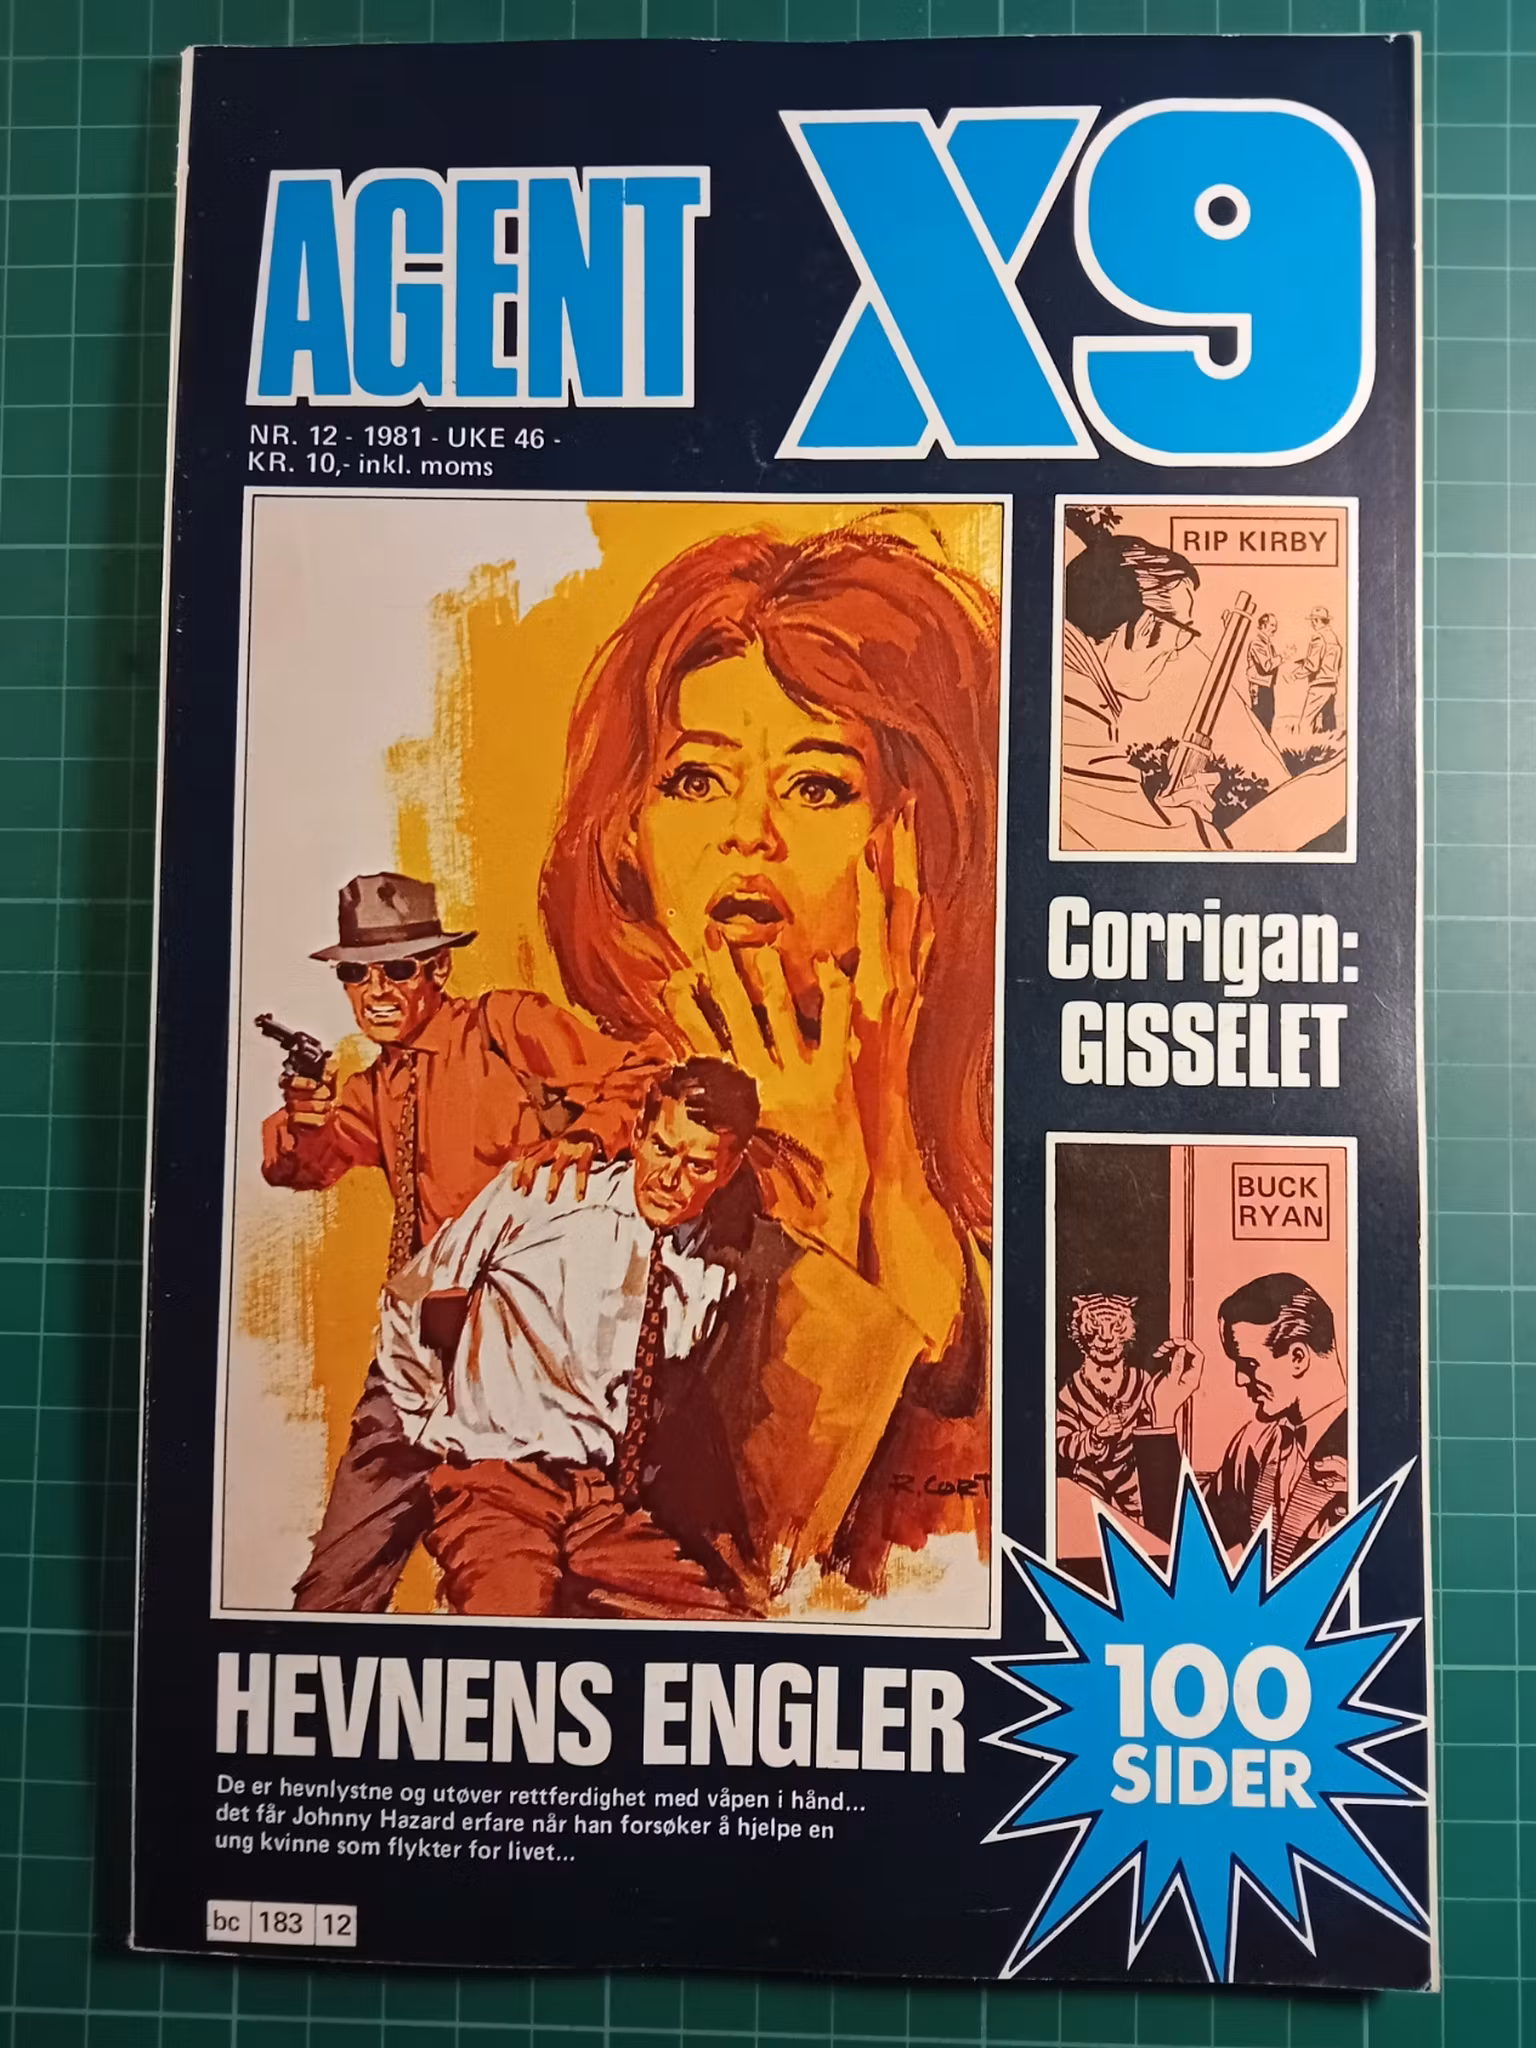 AGENT X9
NR. 12 - 1981 - UKE 46 -
KR. 10,- inkl. moms
RIP KIRBY
Corrigan:
GISSELET
BUCK
RYAN
R. CORT
HEVNENS ENGLER
De er hevnlystne og utøver rettferdighet med våpen i hånd...
det får Johnny Hazard erfare når han forsøker å hjelpe en
ung kvinne som flykter for livet...
100
SIDER
bc 183 12